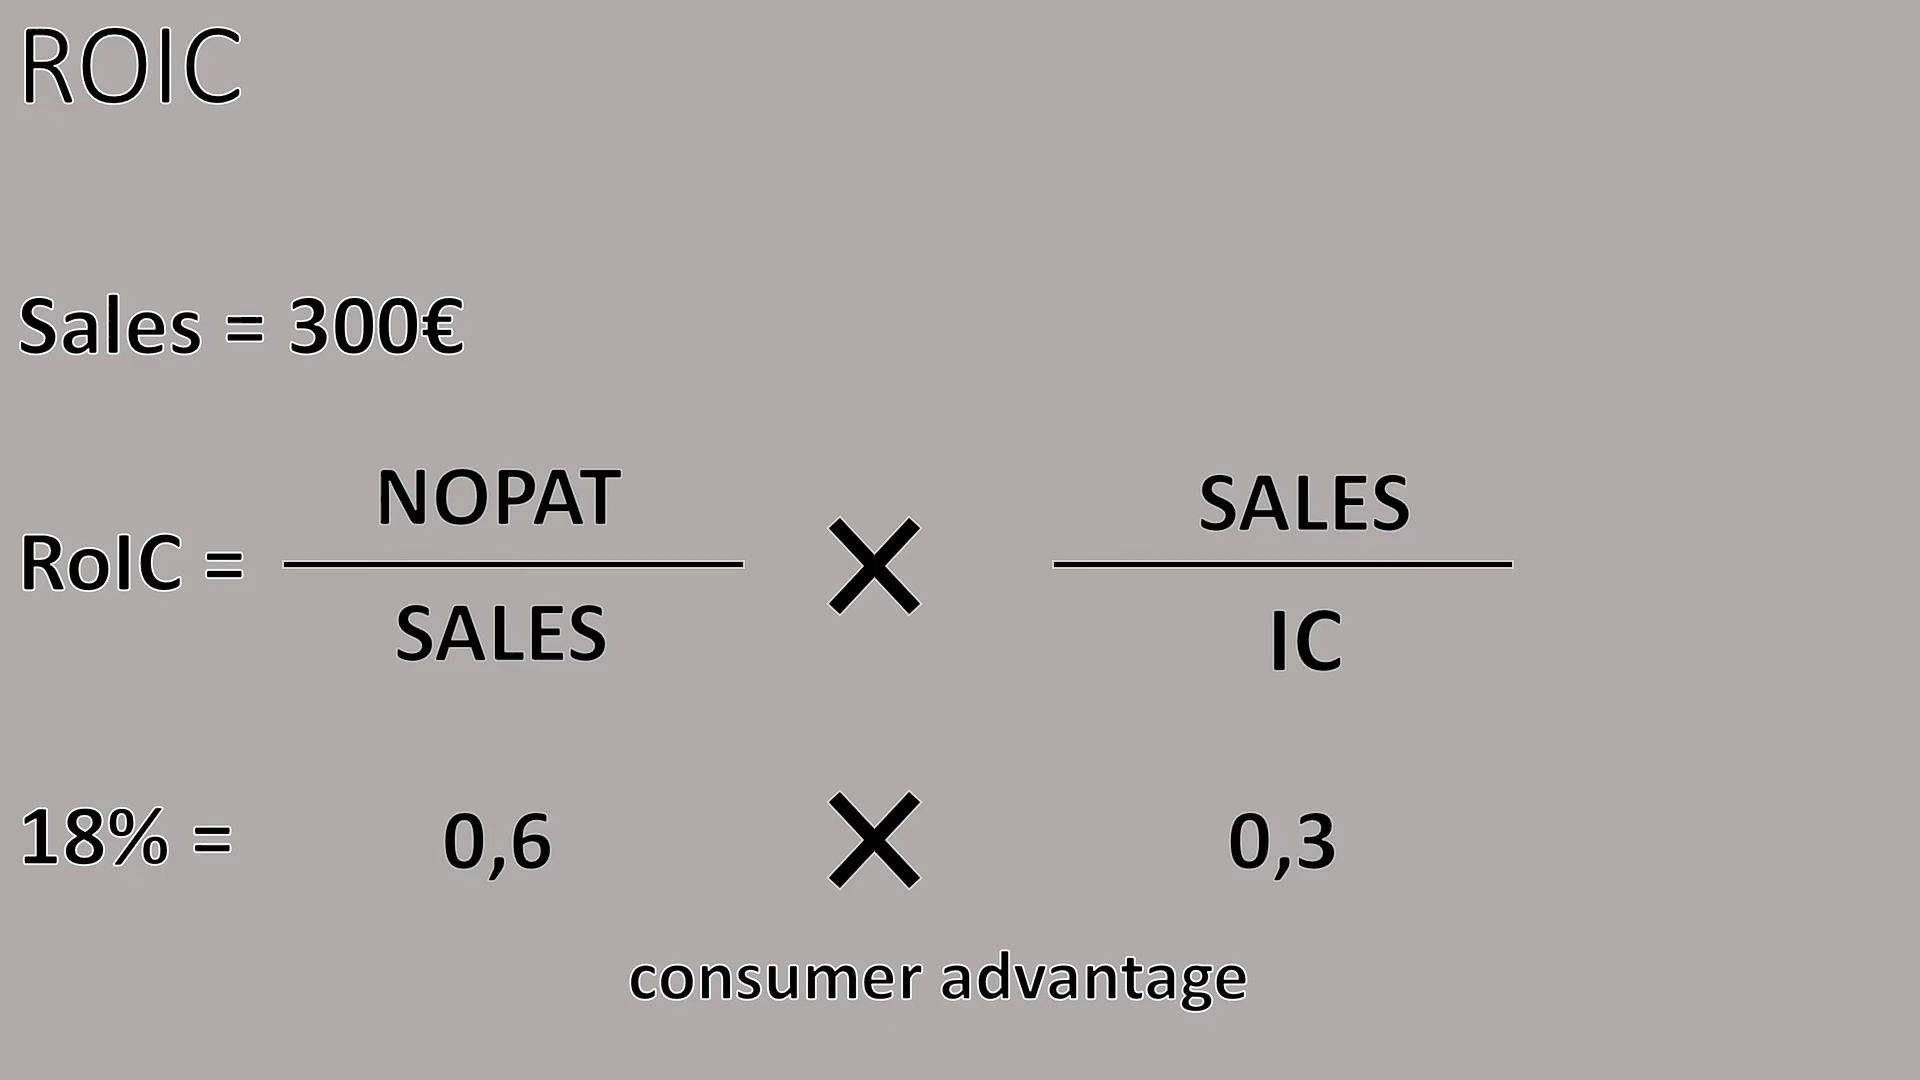 ROIC
Sales = 300€
NOPAT
SALES
RoIC = × 
SALES
IC
18% = 0,6 × 0,3
consumer advantage